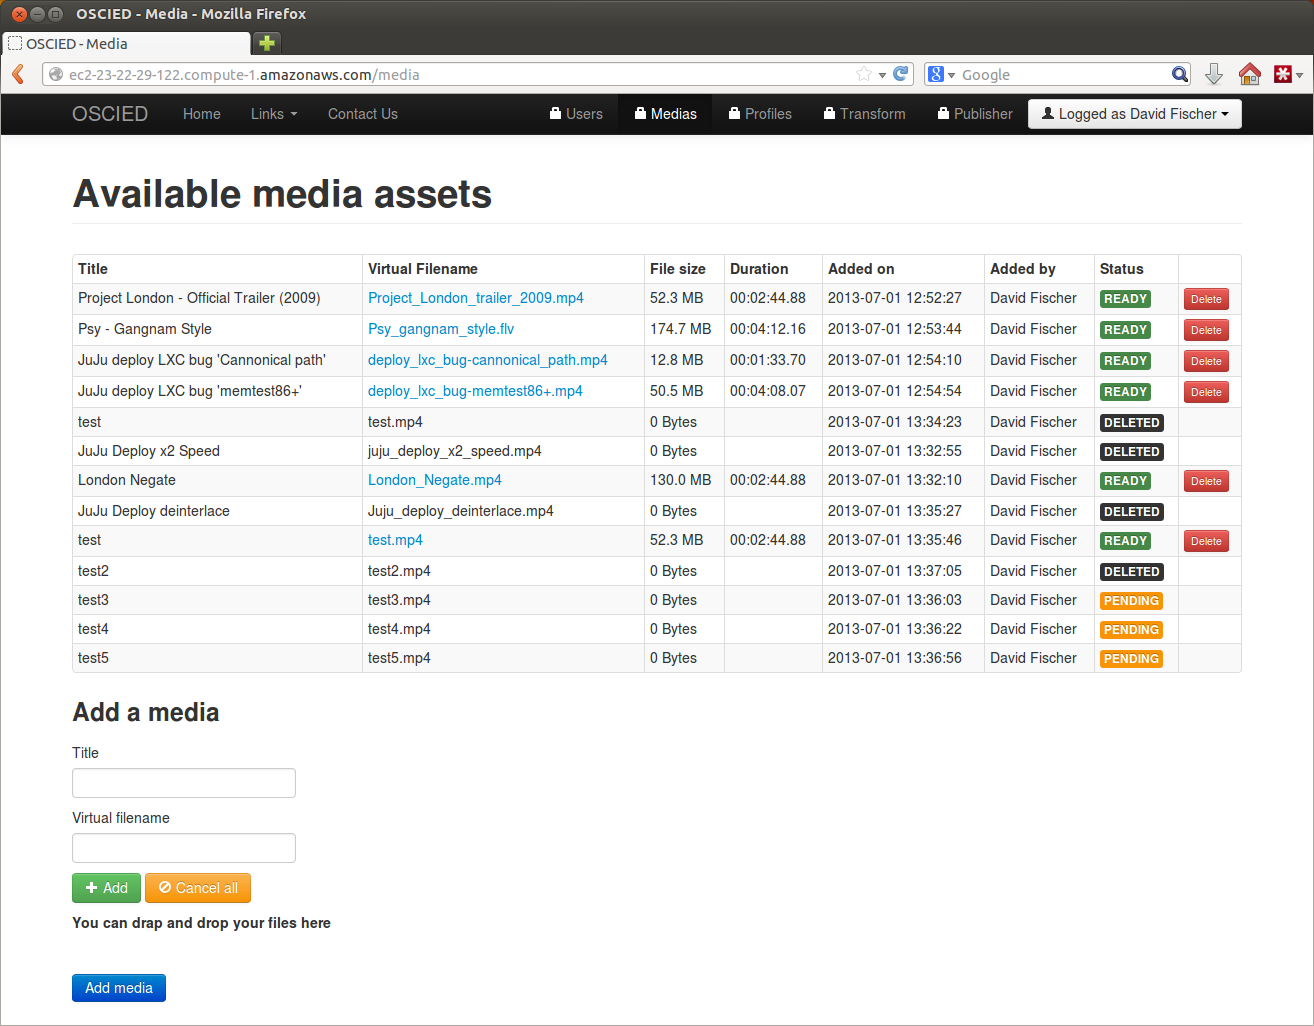 OSCIED - Media - Mozilla Firefox
OSCIED - Media
ec2-23-22-29-122.compute-1.amazonaws.com/media
Google
OSCIED Home Links Contact Us Users Medias Profiles Transform Publisher Logged as David Fischer
Available media assets
Title Virtual Filename File size Duration Added on Added by Status
Project London - Official Trailer (2009) Project_London_trailer_2009.mp4 52.3 MB 00:02:44.88 2013-07-01 12:52:27 David Fischer READY Delete
Psy - Gangnam Style Psy_gangnam_style.flv 174.7 MB 00:04:12.16 2013-07-01 12:53:44 David Fischer READY Delete
JuJu deploy LXC bug 'Cannonical path' deploy_lxc_bug-cannonical_path.mp4 12.8 MB 00:01:33.70 2013-07-01 12:54:10 David Fischer READY Delete
JuJu deploy LXC bug 'memtest86+' deploy_lxc_bug-memtest86+.mp4 50.5 MB 00:04:08.07 2013-07-01 12:54:54 David Fischer READY Delete
test test.mp4 0 Bytes 2013-07-01 13:34:23 David Fischer DELETED
JuJu Deploy x2 Speed juju_deploy_x2_speed.mp4 0 Bytes 2013-07-01 13:32:55 David Fischer DELETED
London Negate London_Negate.mp4 130.0 MB 00:02:44.88 2013-07-01 13:32:10 David Fischer READY Delete
JuJu Deploy deinterlace Juju_deploy_deinterlace.mp4 0 Bytes 2013-07-01 13:35:27 David Fischer DELETED
test test.mp4 52.3 MB 00:02:44.88 2013-07-01 13:35:46 David Fischer READY Delete
test2 test2.mp4 0 Bytes 2013-07-01 13:37:05 David Fischer DELETED
test3 test3.mp4 0 Bytes 2013-07-01 13:36:03 David Fischer PENDING
test4 test4.mp4 0 Bytes 2013-07-01 13:36:22 David Fischer PENDING
test5 test5.mp4 0 Bytes 2013-07-01 13:36:56 David Fischer PENDING
Add a media
Title
Virtual filename
Add Cancel all
You can drap and drop your files here
Add media